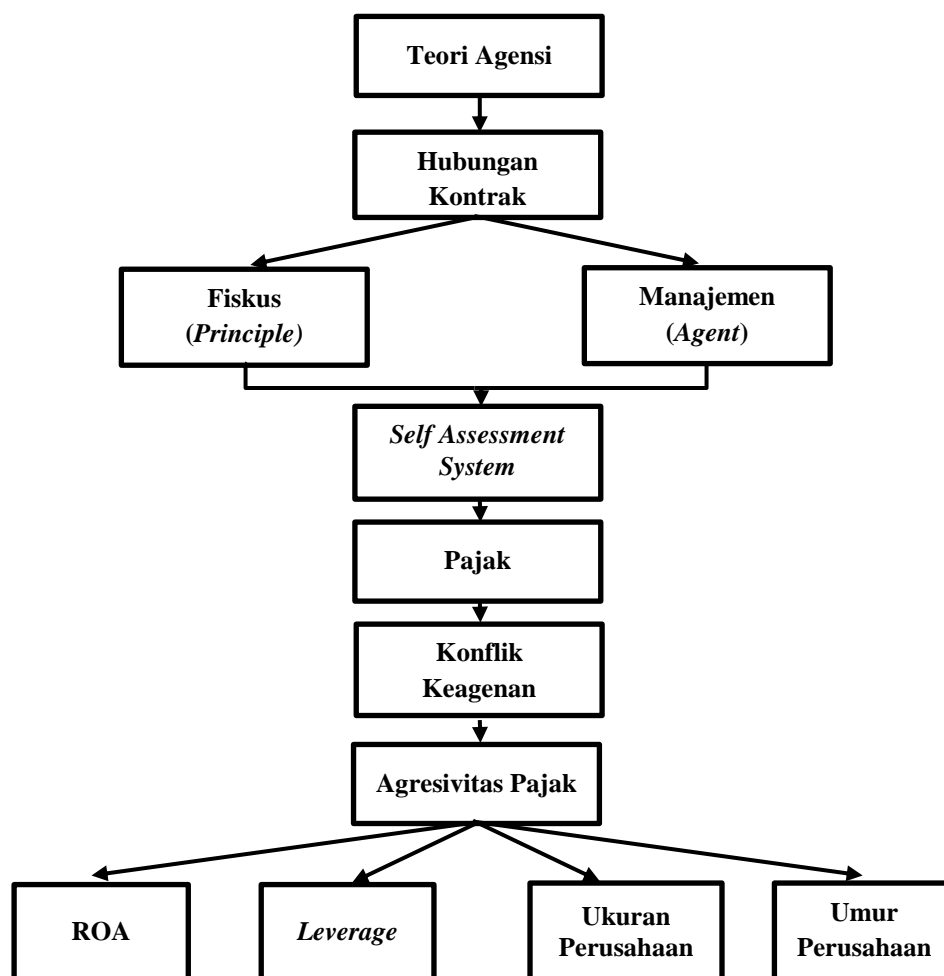 Teori Agensi
Hubungan
Kontrak
Fiskus
(Principle)
Manajemen
(Agent)
Self Assessment
System
Pajak
Konflik
Keagenan
Agresivitas Pajak
ROA
Leverage
Ukuran
Perusahaan
Umur
Perusahaan